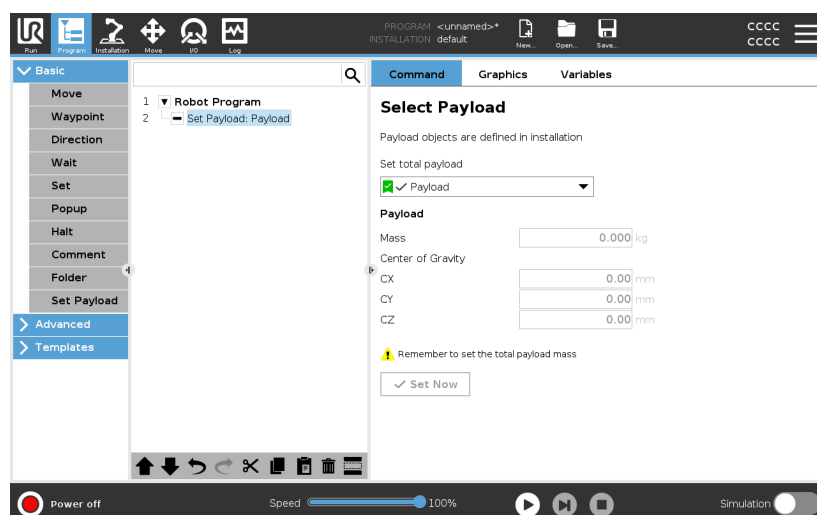 PROGRAM <unnamed>*
INSTALLATION default
CCCC
CCCC
Run Program Installation Move I/O Log New... Open... Save...
Basic
Move
Waypoint
Direction
Wait
Set
Popup
Halt
Comment
Folder
Set Payload
Advanced
Templates
1 Robot Program
2 Set Payload: Payload
Command Graphics Variables
Select Payload
Payload objects are defined in installation
Set total payload
Payload
Payload
Mass 0.000 kg
Center of Gravity
CX 0.00 mm
CY 0.00 mm
CZ 0.00 mm
Remember to set the total payload mass
Set Now
Power off
Speed 100%
Simulation